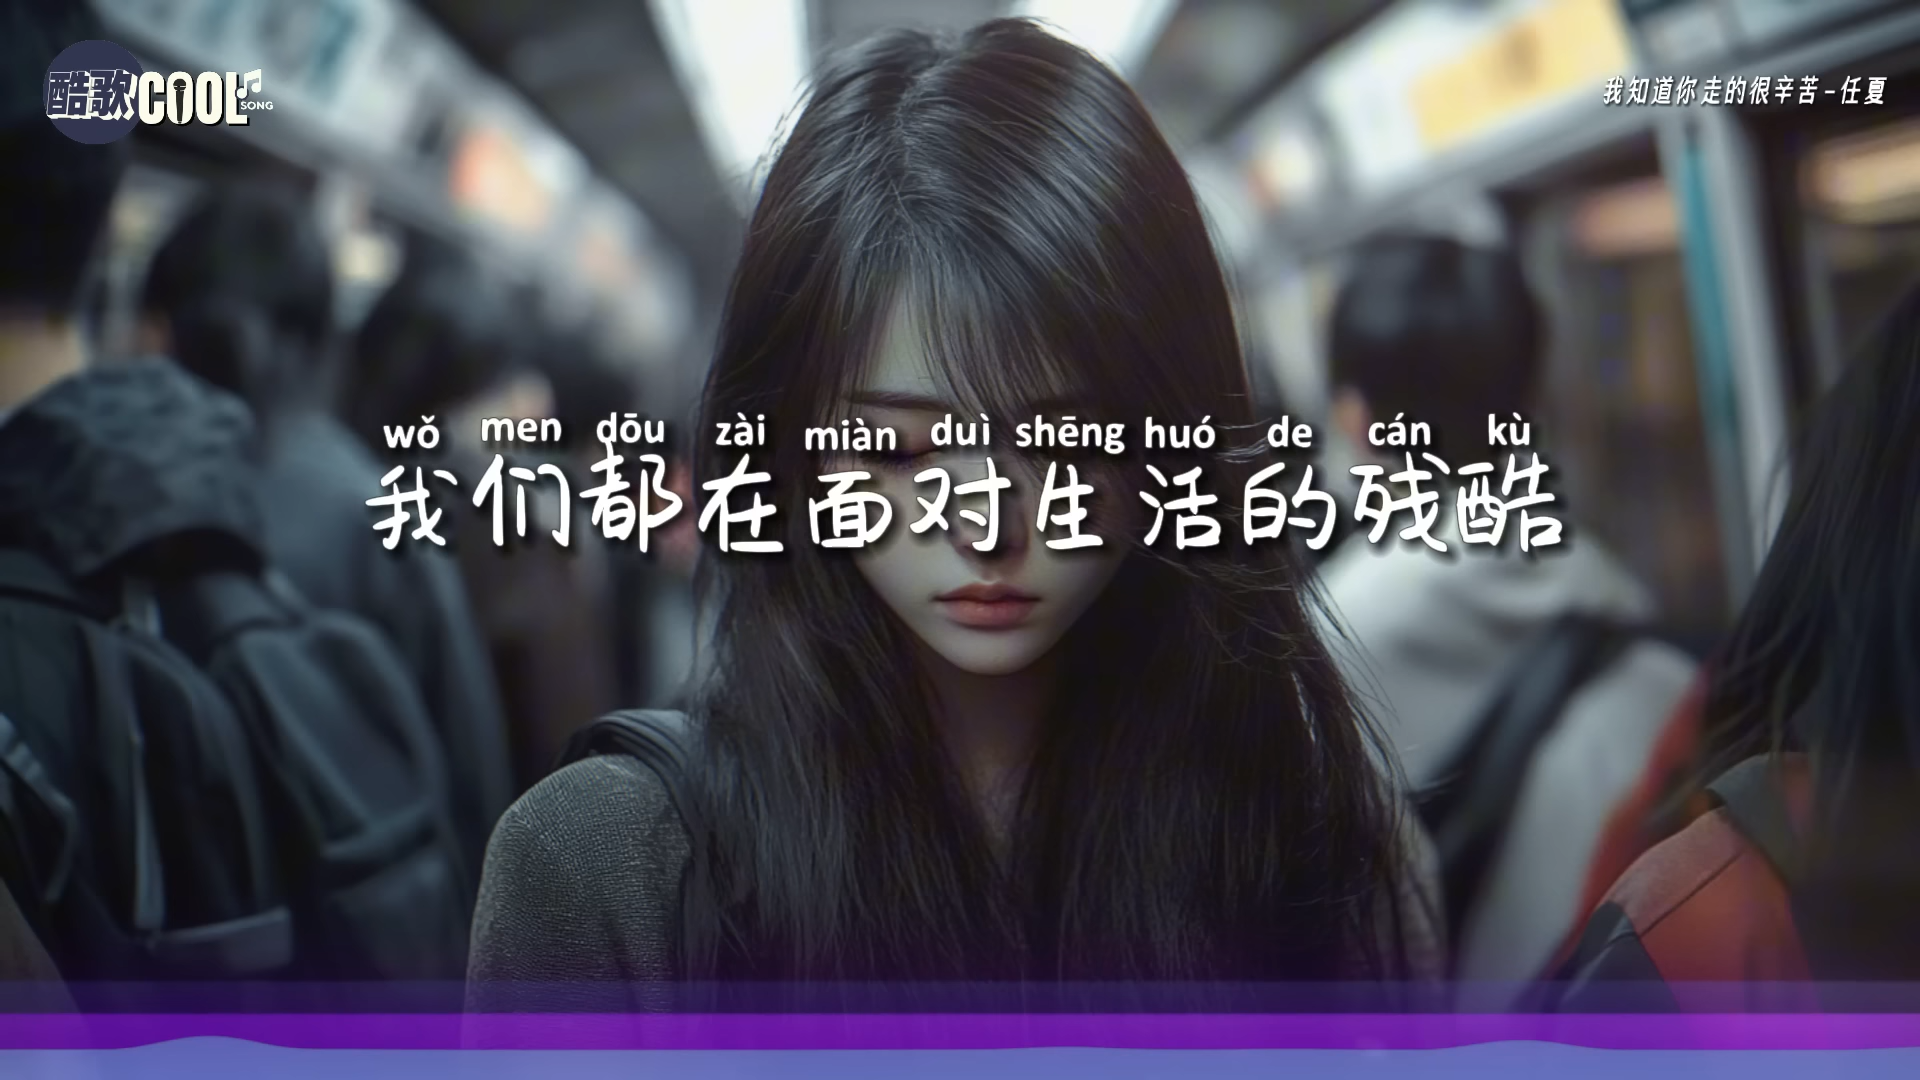 酷歌COOL
SONG
我知道你走的很辛苦-任夏
wǒ men dōu zài miàn duì shēng huó de cán kù
我们都在面对生活的残酷